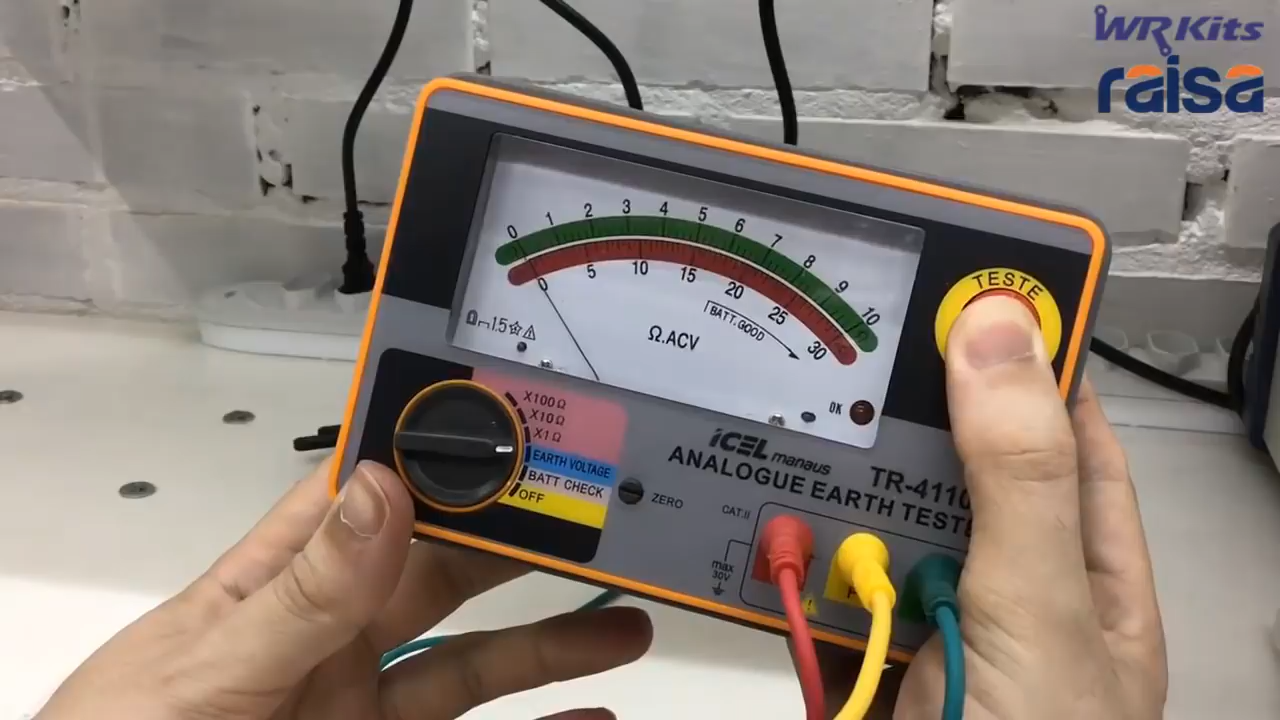 WRKits
raisa
TESTE
0 1 2 3 4 5 6 7 8 9 10
0 5 10 15 20 25 30
BATT.GOOD
Ω.ACV
1.5
OK
X100Ω
X10Ω
X1Ω
EARTH VOLTAGE
BATT CHECK
OFF
ZERO
iCEL manaus
TR-4110
ANALOGUE EARTH TESTE
CAT.II
max
30V
P